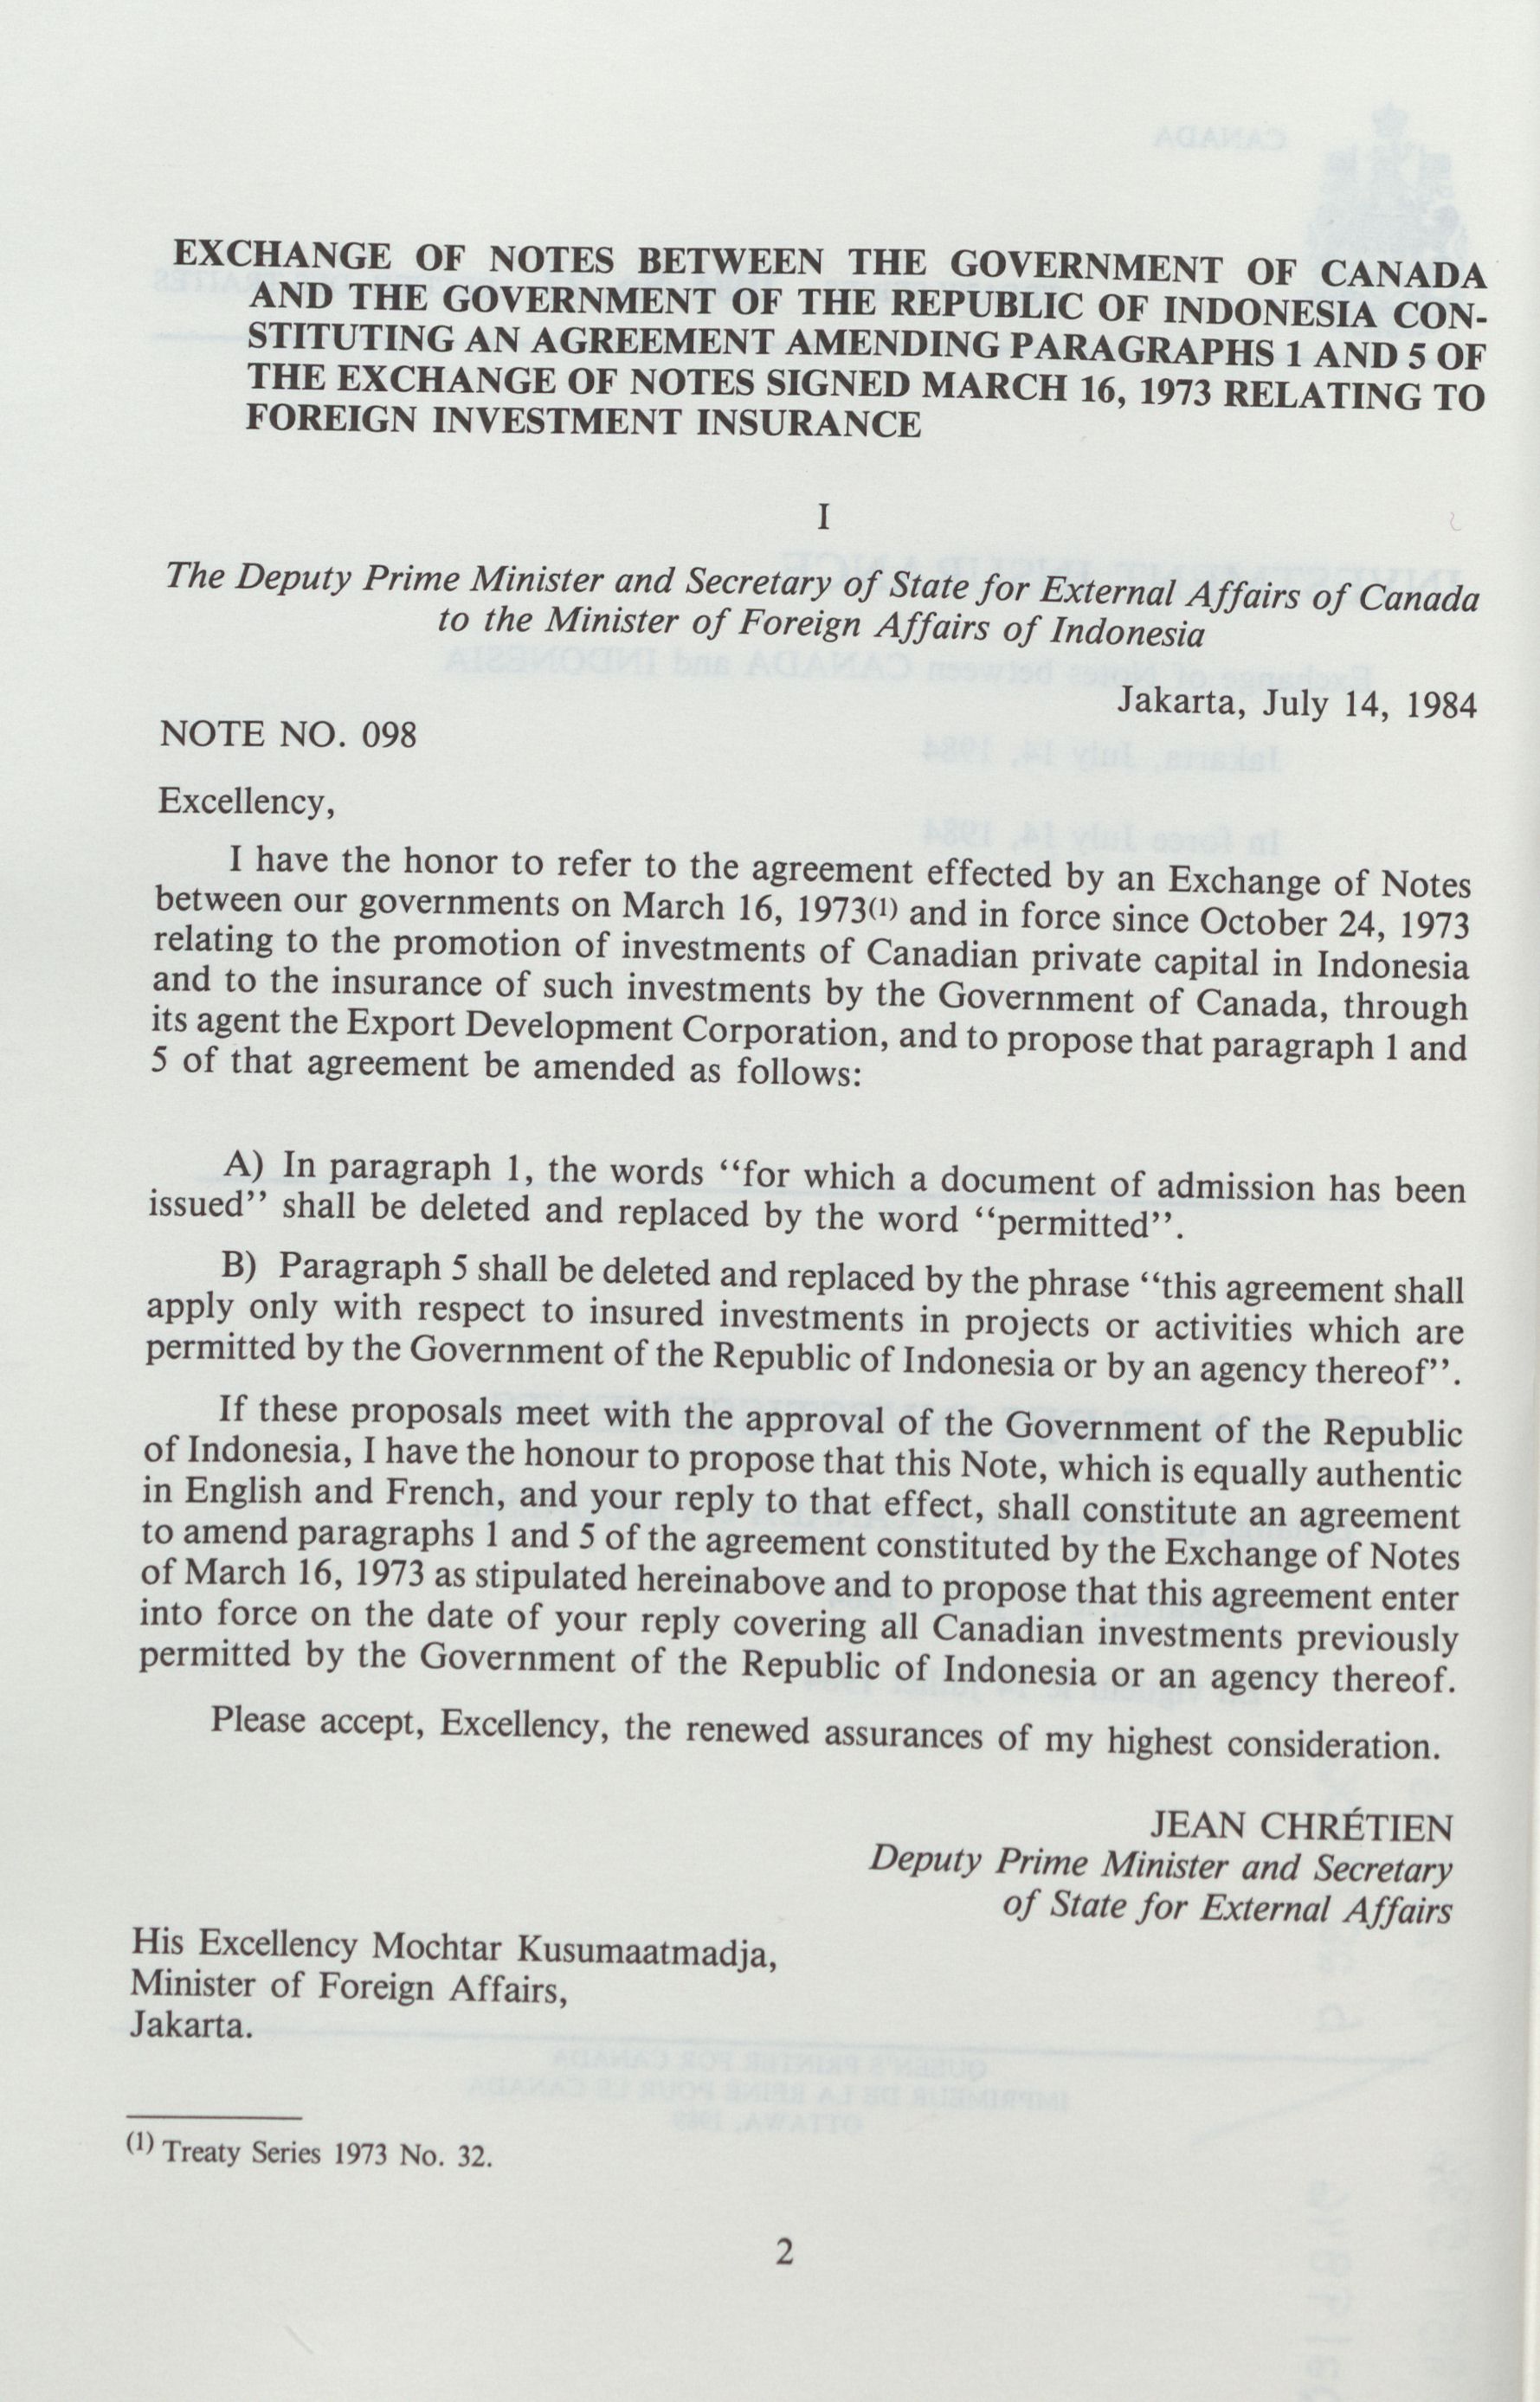 EXCHANGE OF NOTES BETWEEN THE GOVERNMENT OF CANADA
AND THE GOVERNMENT OF THE REPUBLIC OF INDONESIA CON-
STITUTING AN AGREEMENT AMENDING PARAGRAPHS 1 AND 5 OF
THE EXCHANGE OF NOTES SIGNED MARCH 16, 1973 RELATING TO
FOREIGN INVESTMENT INSURANCE
I
The Deputy Prime Minister and Secretary of State for External Affairs of Canada
to the Minister of Foreign Affairs of Indonesia
Jakarta, July 14, 1984
NOTE NO. 098
Excellency,
I have the honor to refer to the agreement effected by an Exchange of Notes
between our governments on March 16, 1973(1) and in force since October 24, 1973
relating to the promotion of investments of Canadian private capital in Indonesia
and to the insurance of such investments by the Government of Canada, through
its agent the Export Development Corporation, and to propose that paragraph 1 and
5 of that agreement be amended as follows:
A) In paragraph 1, the words “for which a document of admission has been
issued” shall be deleted and replaced by the word “permitted”.
B) Paragraph 5 shall be deleted and replaced by the phrase “this agreement shall
apply only with respect to insured investments in projects or activities which are
permitted by the Government of the Republic of Indonesia or by an agency thereof”.
If these proposals meet with the approval of the Government of the Republic
of Indonesia, I have the honour to propose that this Note, which is equally authentic
in English and French, and your reply to that effect, shall constitute an agreement
to amend paragraphs 1 and 5 of the agreement constituted by the Exchange of Notes
of March 16, 1973 as stipulated hereinabove and to propose that this agreement enter
into force on the date of your reply covering all Canadian investments previously
permitted by the Government of the Republic of Indonesia or an agency thereof.
Please accept, Excellency, the renewed assurances of my highest consideration.
JEAN CHRÉTIEN
Deputy Prime Minister and Secretary
of State for External Affairs
His Excellency Mochtar Kusumaatmadja,
Minister of Foreign Affairs,
Jakarta.
(1) Treaty Series 1973 No. 32.
2